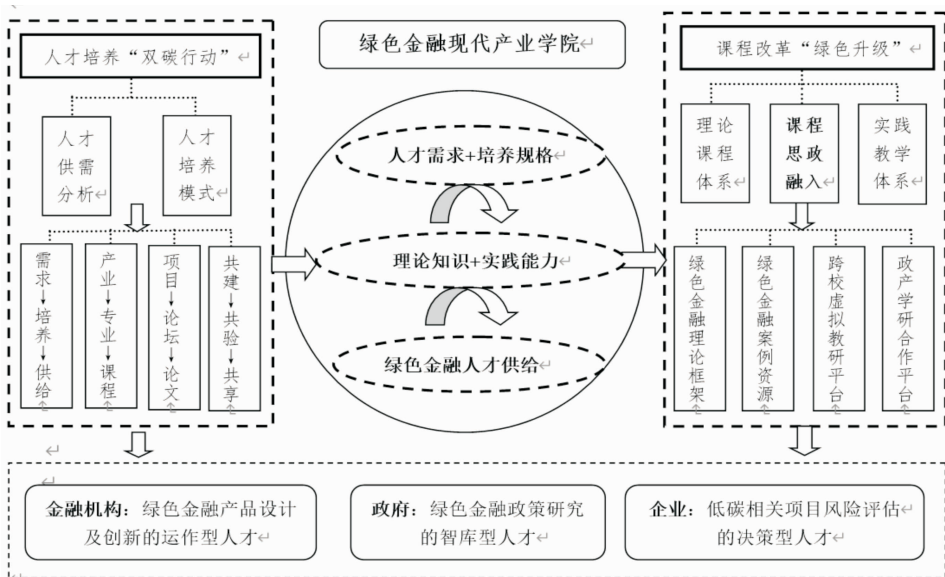 人才培养“双碳行动”
人才
供需
分析
人才
培养
模式
需求→培养→供给
产业→专业→课程
项目→论坛→论文
共建→共验→共享
绿色金融现代产业学院
人才需求+培养规格
理论知识+实践能力
绿色金融人才供给
课程改革“绿色升级”
理论
课程
体系
课程
思政
融入
实践
教学
体系
绿色金融理论框架
绿色金融案例资源
跨校虚拟教研平台
政产学研合作平台
金融机构：绿色金融产品设计
及创新的运作型人才
政府：绿色金融政策研究
的智库型人才
企业：低碳相关项目风险评估
的决策型人才